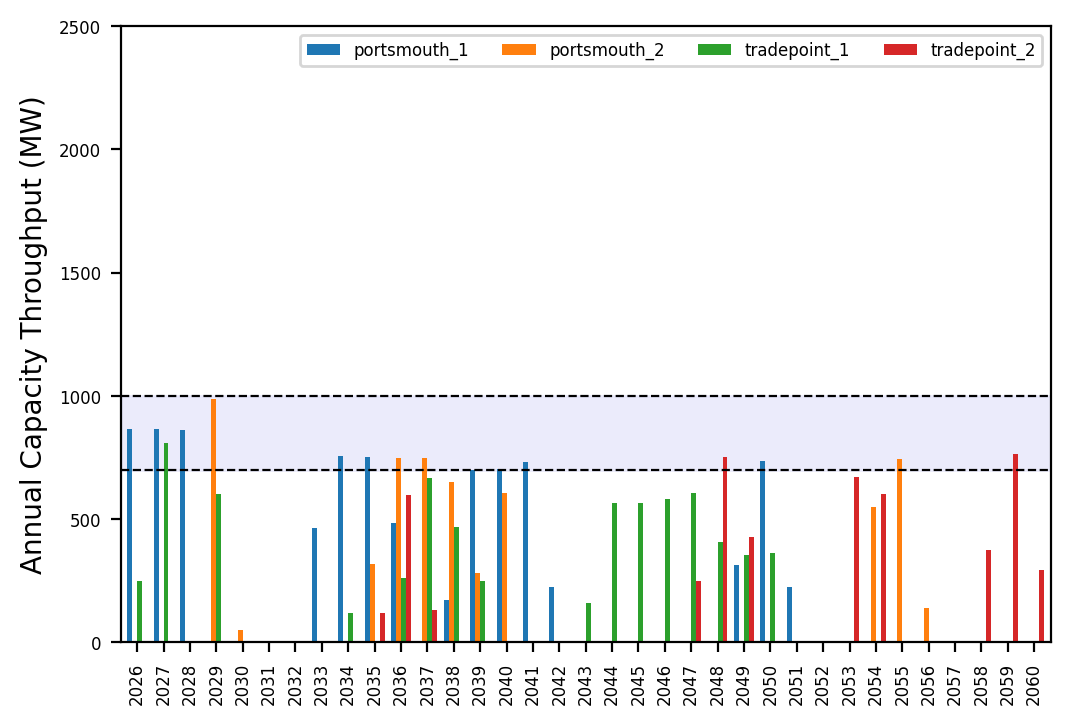 portsmouth_1 portsmouth_2 tradepoint_1 tradepoint_2
Annual Capacity Throughput (MW)
2500
2000
1500
1000
500
0
2026 2027 2028 2029 2030 2031 2032 2033 2034 2035 2036 2037 2038 2039 2040 2041 2042 2043 2044 2045 2046 2047 2048 2049 2050 2051 2052 2053 2054 2055 2056 2057 2058 2059 2060